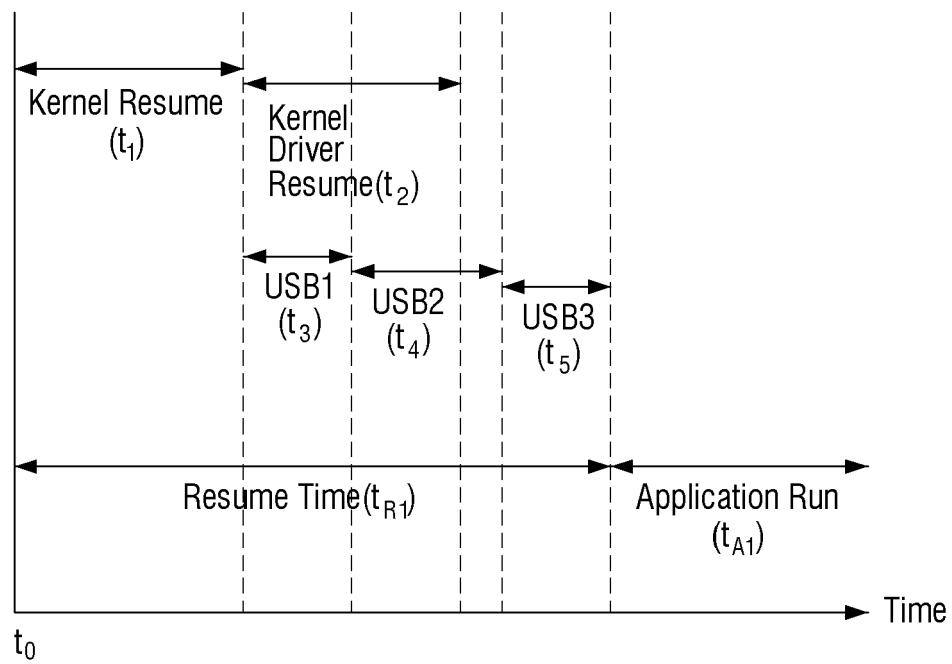 Kernel Resume
(t1)
Kernel
Driver
Resume(t2)
USB1
(t3)
USB2
(t4)
USB3
(t5)
Resume Time(tR1)
Application Run
(tA1)
Time
t0